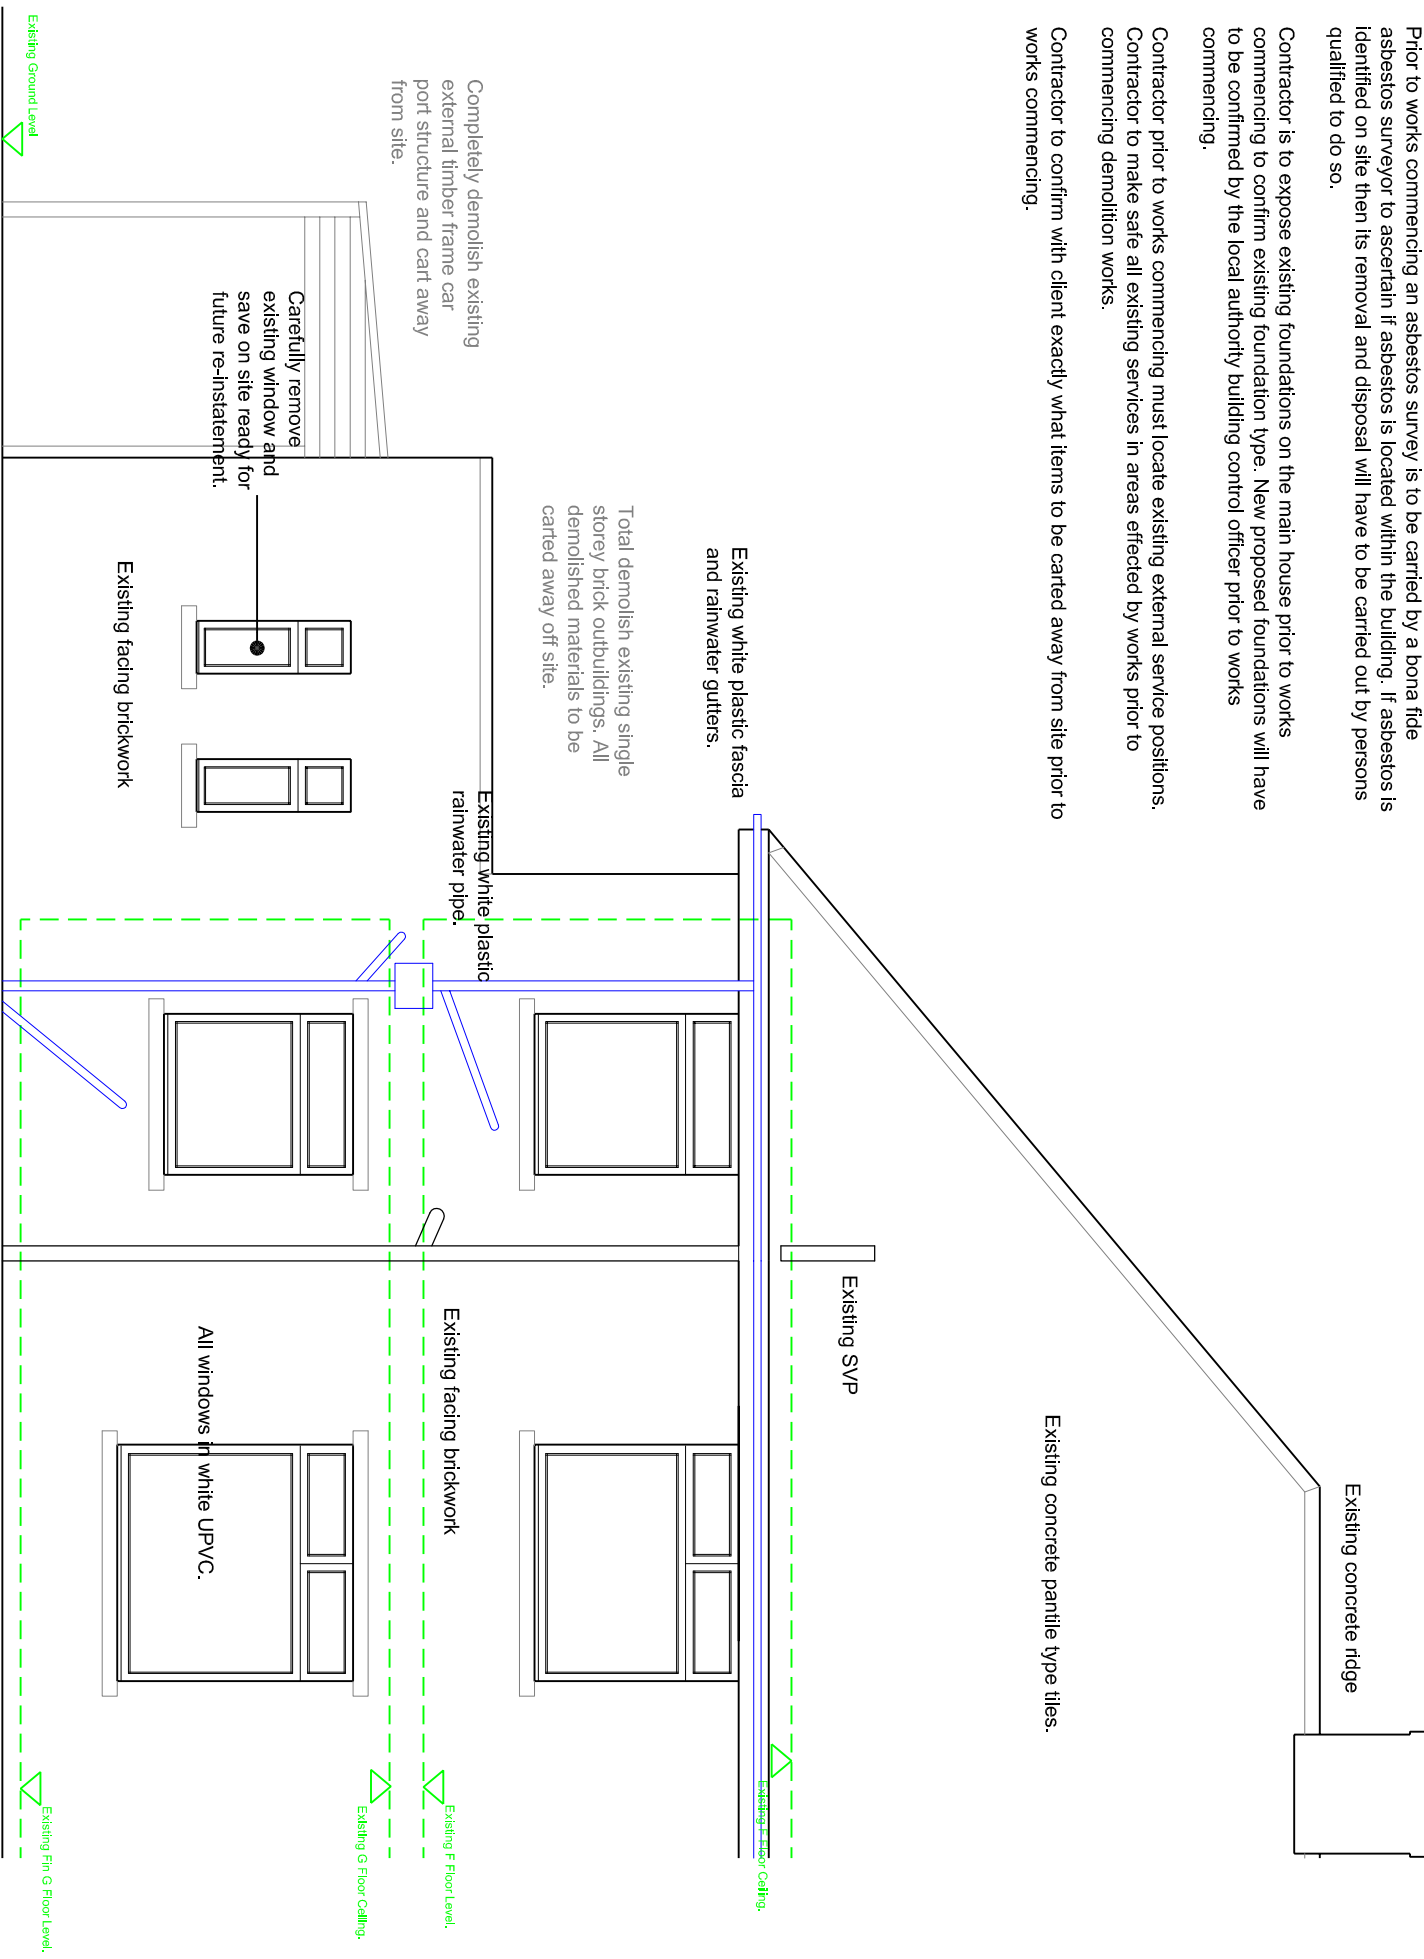 Prior to works commencing an asbestos survey is to be carried by a bona fide
asbestos surveyor to ascertain if asbestos is located within the building. If asbestos is
identified on site then its removal and disposal will have to be carried out by persons
qualified to do so.
Contractor is to expose existing foundations on the main house prior to works
commencing to confirm existing foundation type. New proposed foundations will have
to be confirmed by the local authority building control officer prior to works
commencing.
Contractor prior to works commencing must locate existing external service positions.
Contractor to make safe all existing services in areas effected by works prior to
commencing demolition works.
Contractor to confirm with client exactly what items to be carted away from site prior to
works commencing.
Existing concrete ridge
Existing concrete pantile type tiles.
Existing SVP
Existing white plastic fascia
and rainwater gutters.
Existing F Floor Ceiling.
Total demolish existing single
storey brick outbuildings. All
demolished materials to be
carted away off site.
Completely demolish existing
external timber frame car
port structure and cart away
from site.
Existing white plastic
rainwater pipe.
Existing facing brickwork
Existing F Floor Level.
Existing G Floor Ceiling.
Carefully remove
existing window and
save on site ready for
future re-instatement.
All windows in white UPVC.
Existing facing brickwork
Existing Ground Level
Existing Fin G Floor Level.